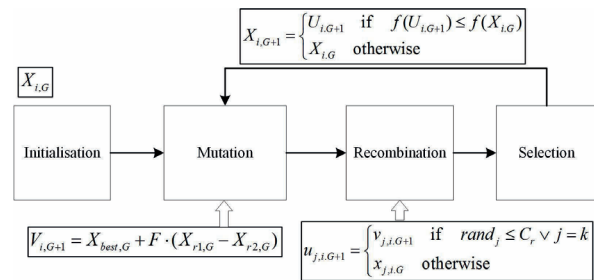 X_{i,G+1} = { U_{i.G+1} if f(U_{i.G+1}) ≤ f(X_{i.G})
X_{i.G} otherwise
X_{i,G}
Initialisation Mutation Recombination Selection
V_{i,G+1} = X_{best,G} + F·(X_{r1,G} − X_{r2,G})
u_{j,i.G+1} = { v_{j,i.G+1} if rand_j ≤ C_r ∨ j = k
x_{j,i.G} otherwise